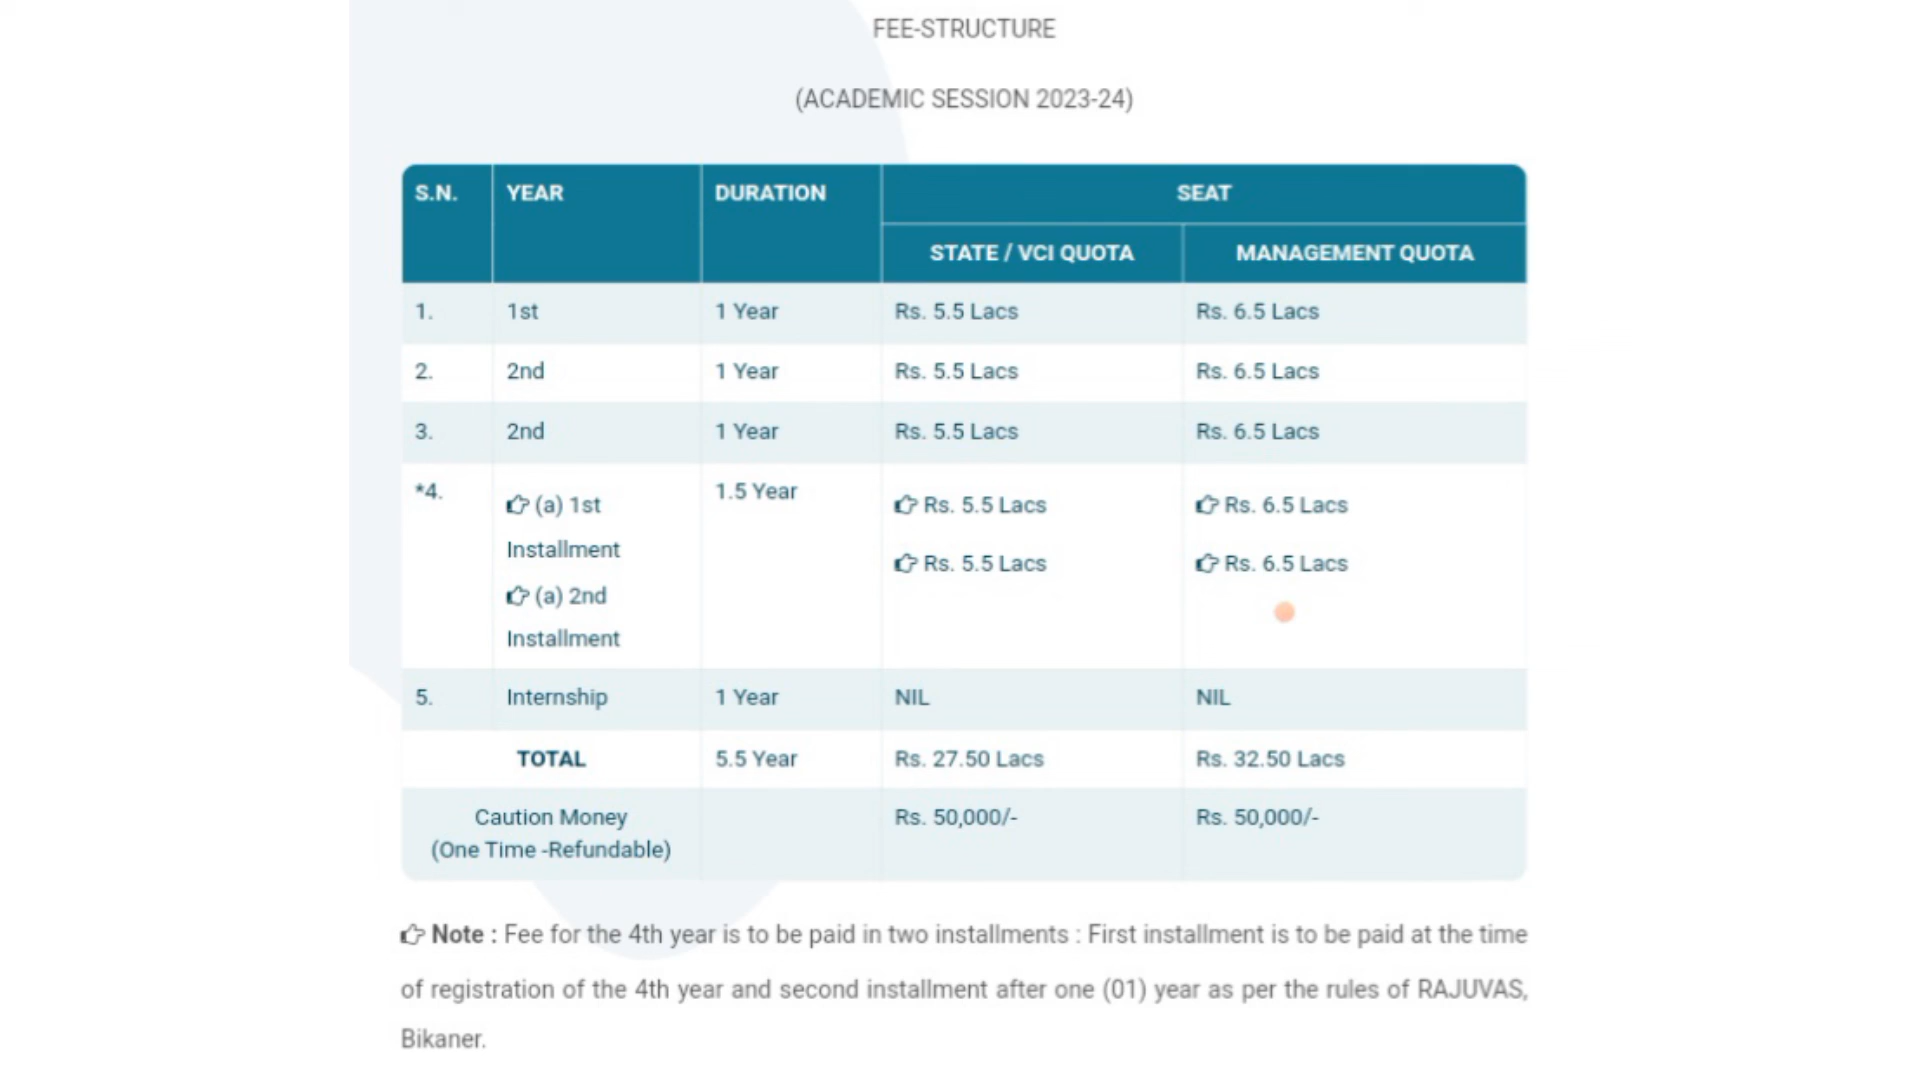 FEE-STRUCTURE
(ACADEMIC SESSION 2023-24)
S.N. YEAR DURATION SEAT
STATE / VCI QUOTA MANAGEMENT QUOTA
1. 1st 1 Year Rs. 5.5 Lacs Rs. 6.5 Lacs
2. 2nd 1 Year Rs. 5.5 Lacs Rs. 6.5 Lacs
3. 2nd 1 Year Rs. 5.5 Lacs Rs. 6.5 Lacs
*4. (a) 1st Installment 1.5 Year Rs. 5.5 Lacs Rs. 6.5 Lacs
(a) 2nd Installment Rs. 5.5 Lacs Rs. 6.5 Lacs
5. Internship 1 Year NIL NIL
TOTAL 5.5 Year Rs. 27.50 Lacs Rs. 32.50 Lacs
Caution Money Rs. 50,000/- Rs. 50,000/-
(One Time -Refundable)
Note : Fee for the 4th year is to be paid in two installments : First installment is to be paid at the time
of registration of the 4th year and second installment after one (01) year as per the rules of RAJUVAS,
Bikaner.